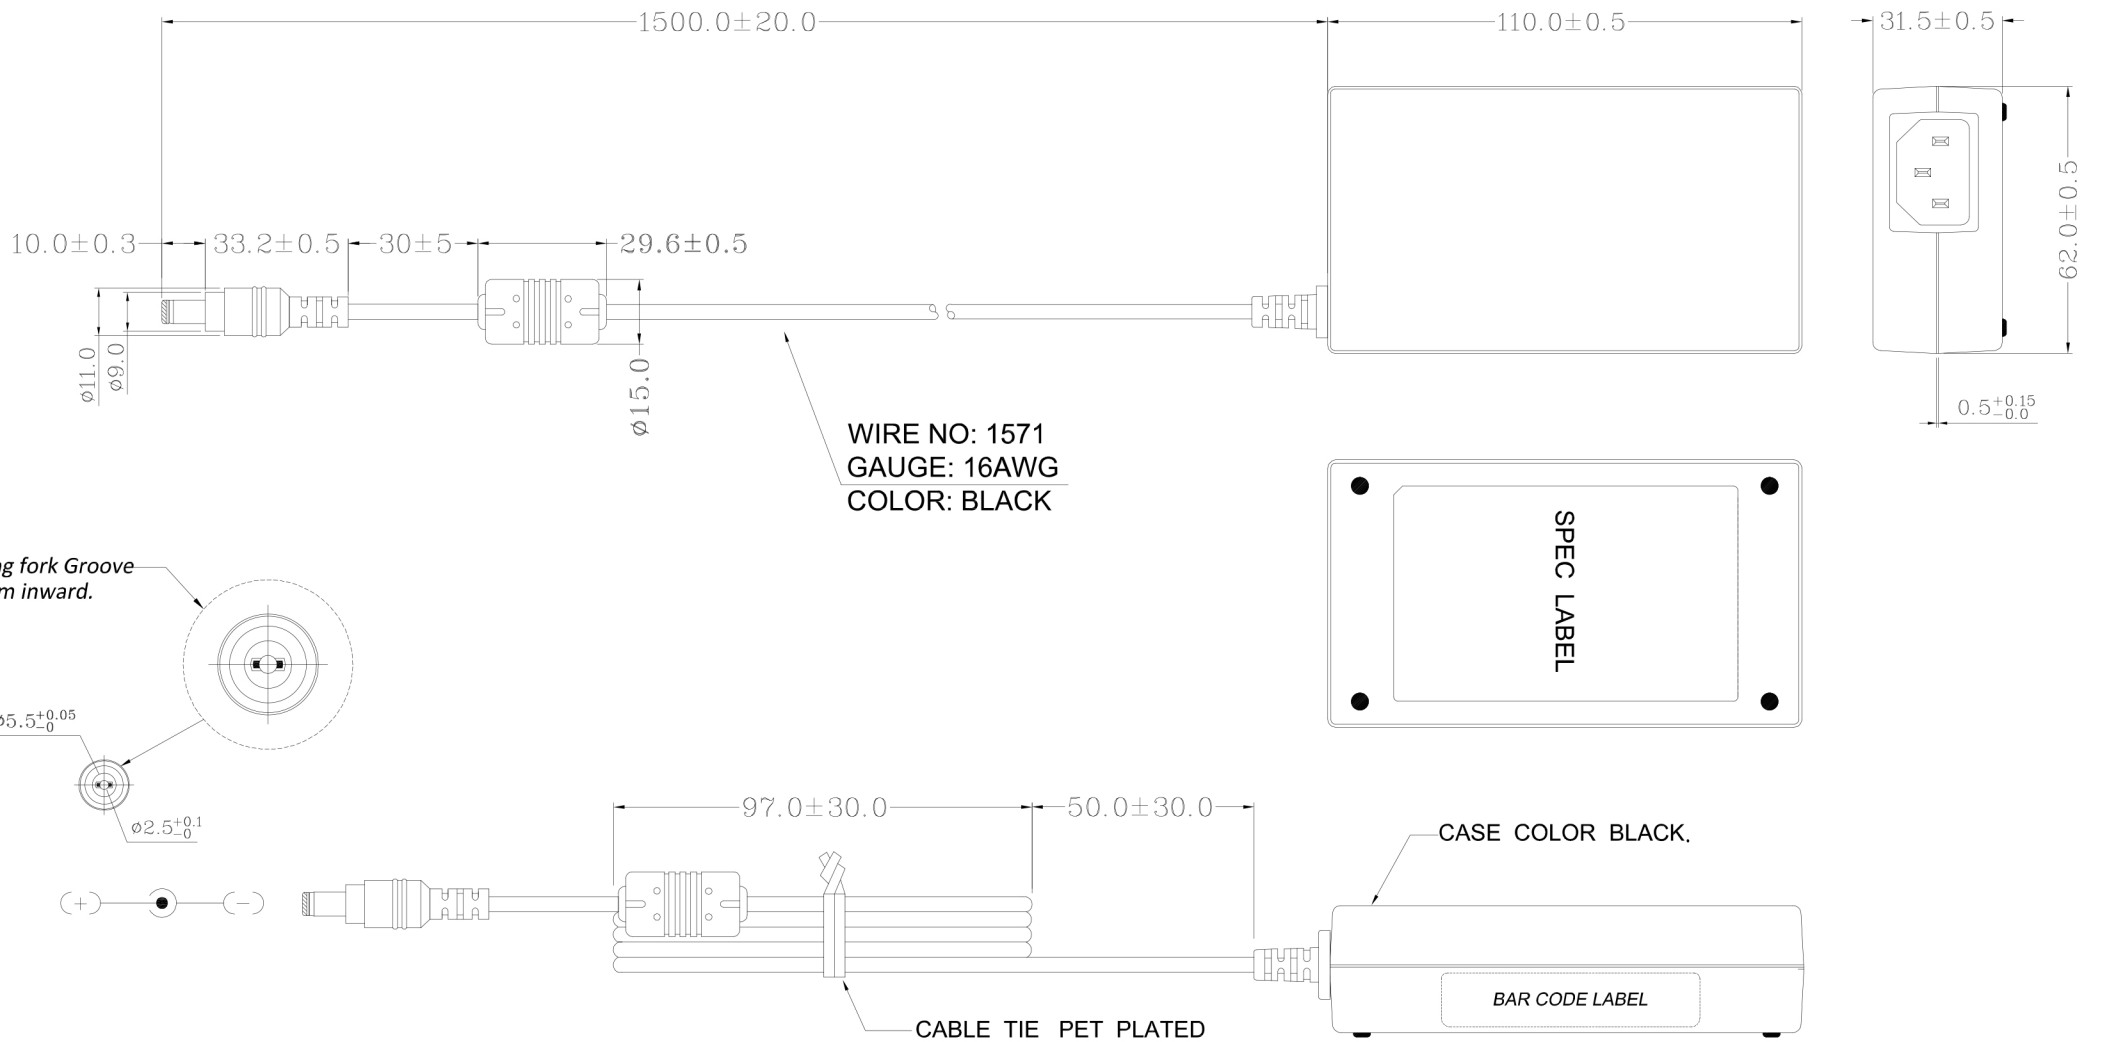 1500.0±20.0
110.0±0.5
31.5±0.5
62.0±0.5
10.0±0.3
33.2±0.5
30±5
29.6±0.5
ø11.0
ø9.0
ø15.0
0.5+0.15-0.0
WIRE NO: 1571
GAUGE: 16AWG
COLOR: BLACK
SPEC LABEL
fork Groove
inward.
ø5.5+0.05-0
ø2.5+0.1-0
97.0±30.0
50.0±30.0
CASE COLOR BLACK.
+
-
BAR CODE LABEL
CABLE TIE PET PLATED